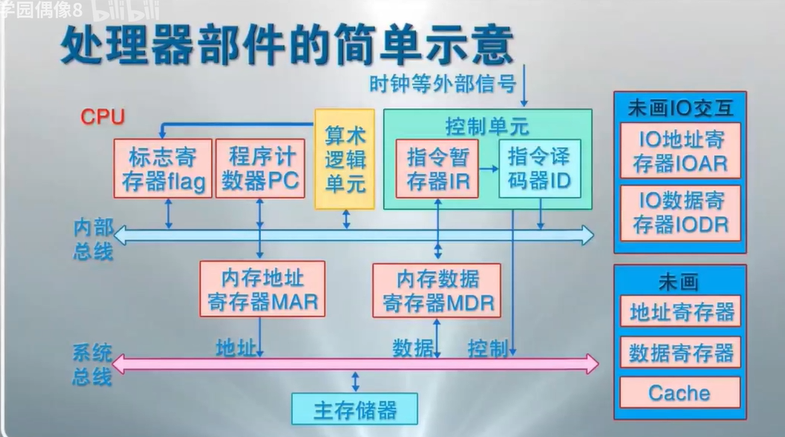 学园偶像8 bilibili
处理器部件的简单示意
时钟等外部信号
CPU
标志寄
存器flag
程序计
数器PC
算术
逻辑
单元
控制单元
指令暂
存器IR
指令译
码器ID
内部
总线
内存地址
寄存器MAR
内存数据
寄存器MDR
地址
数据
控制
系统
总线
主存储器
未画IO交互
IO地址寄
存器IOAR
IO数据寄
存器IODR
未画
地址寄存器
数据寄存器
Cache